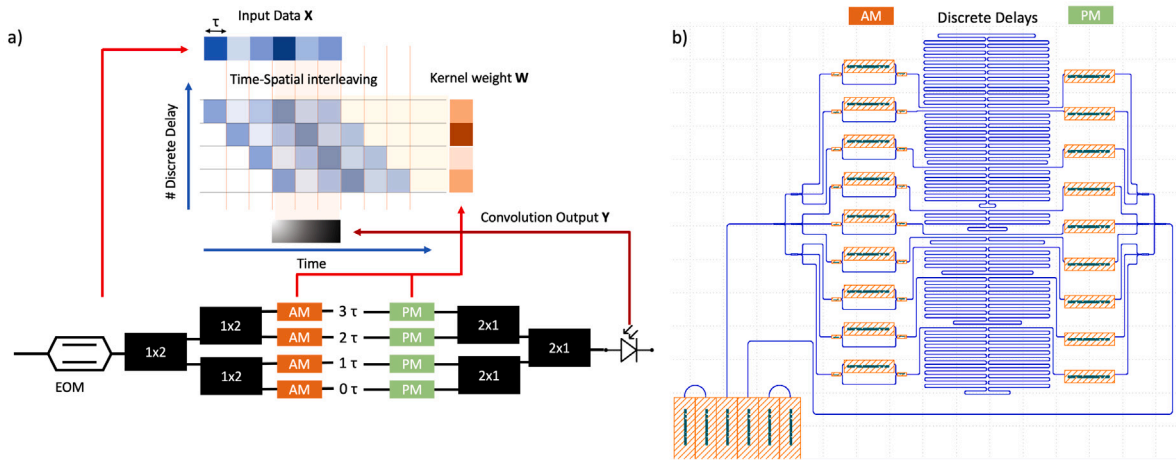 a)
Input Data X
τ
Time-Spatial interleaving
Kernel weight W
# Discrete Delay
Convolution Output Y
Time
EOM
1x2
1x2
1x2
AM
3 τ
PM
AM
2 τ
PM
AM
1 τ
PM
AM
0 τ
PM
2x1
2x1
2x1
b)
AM
Discrete Delays
PM